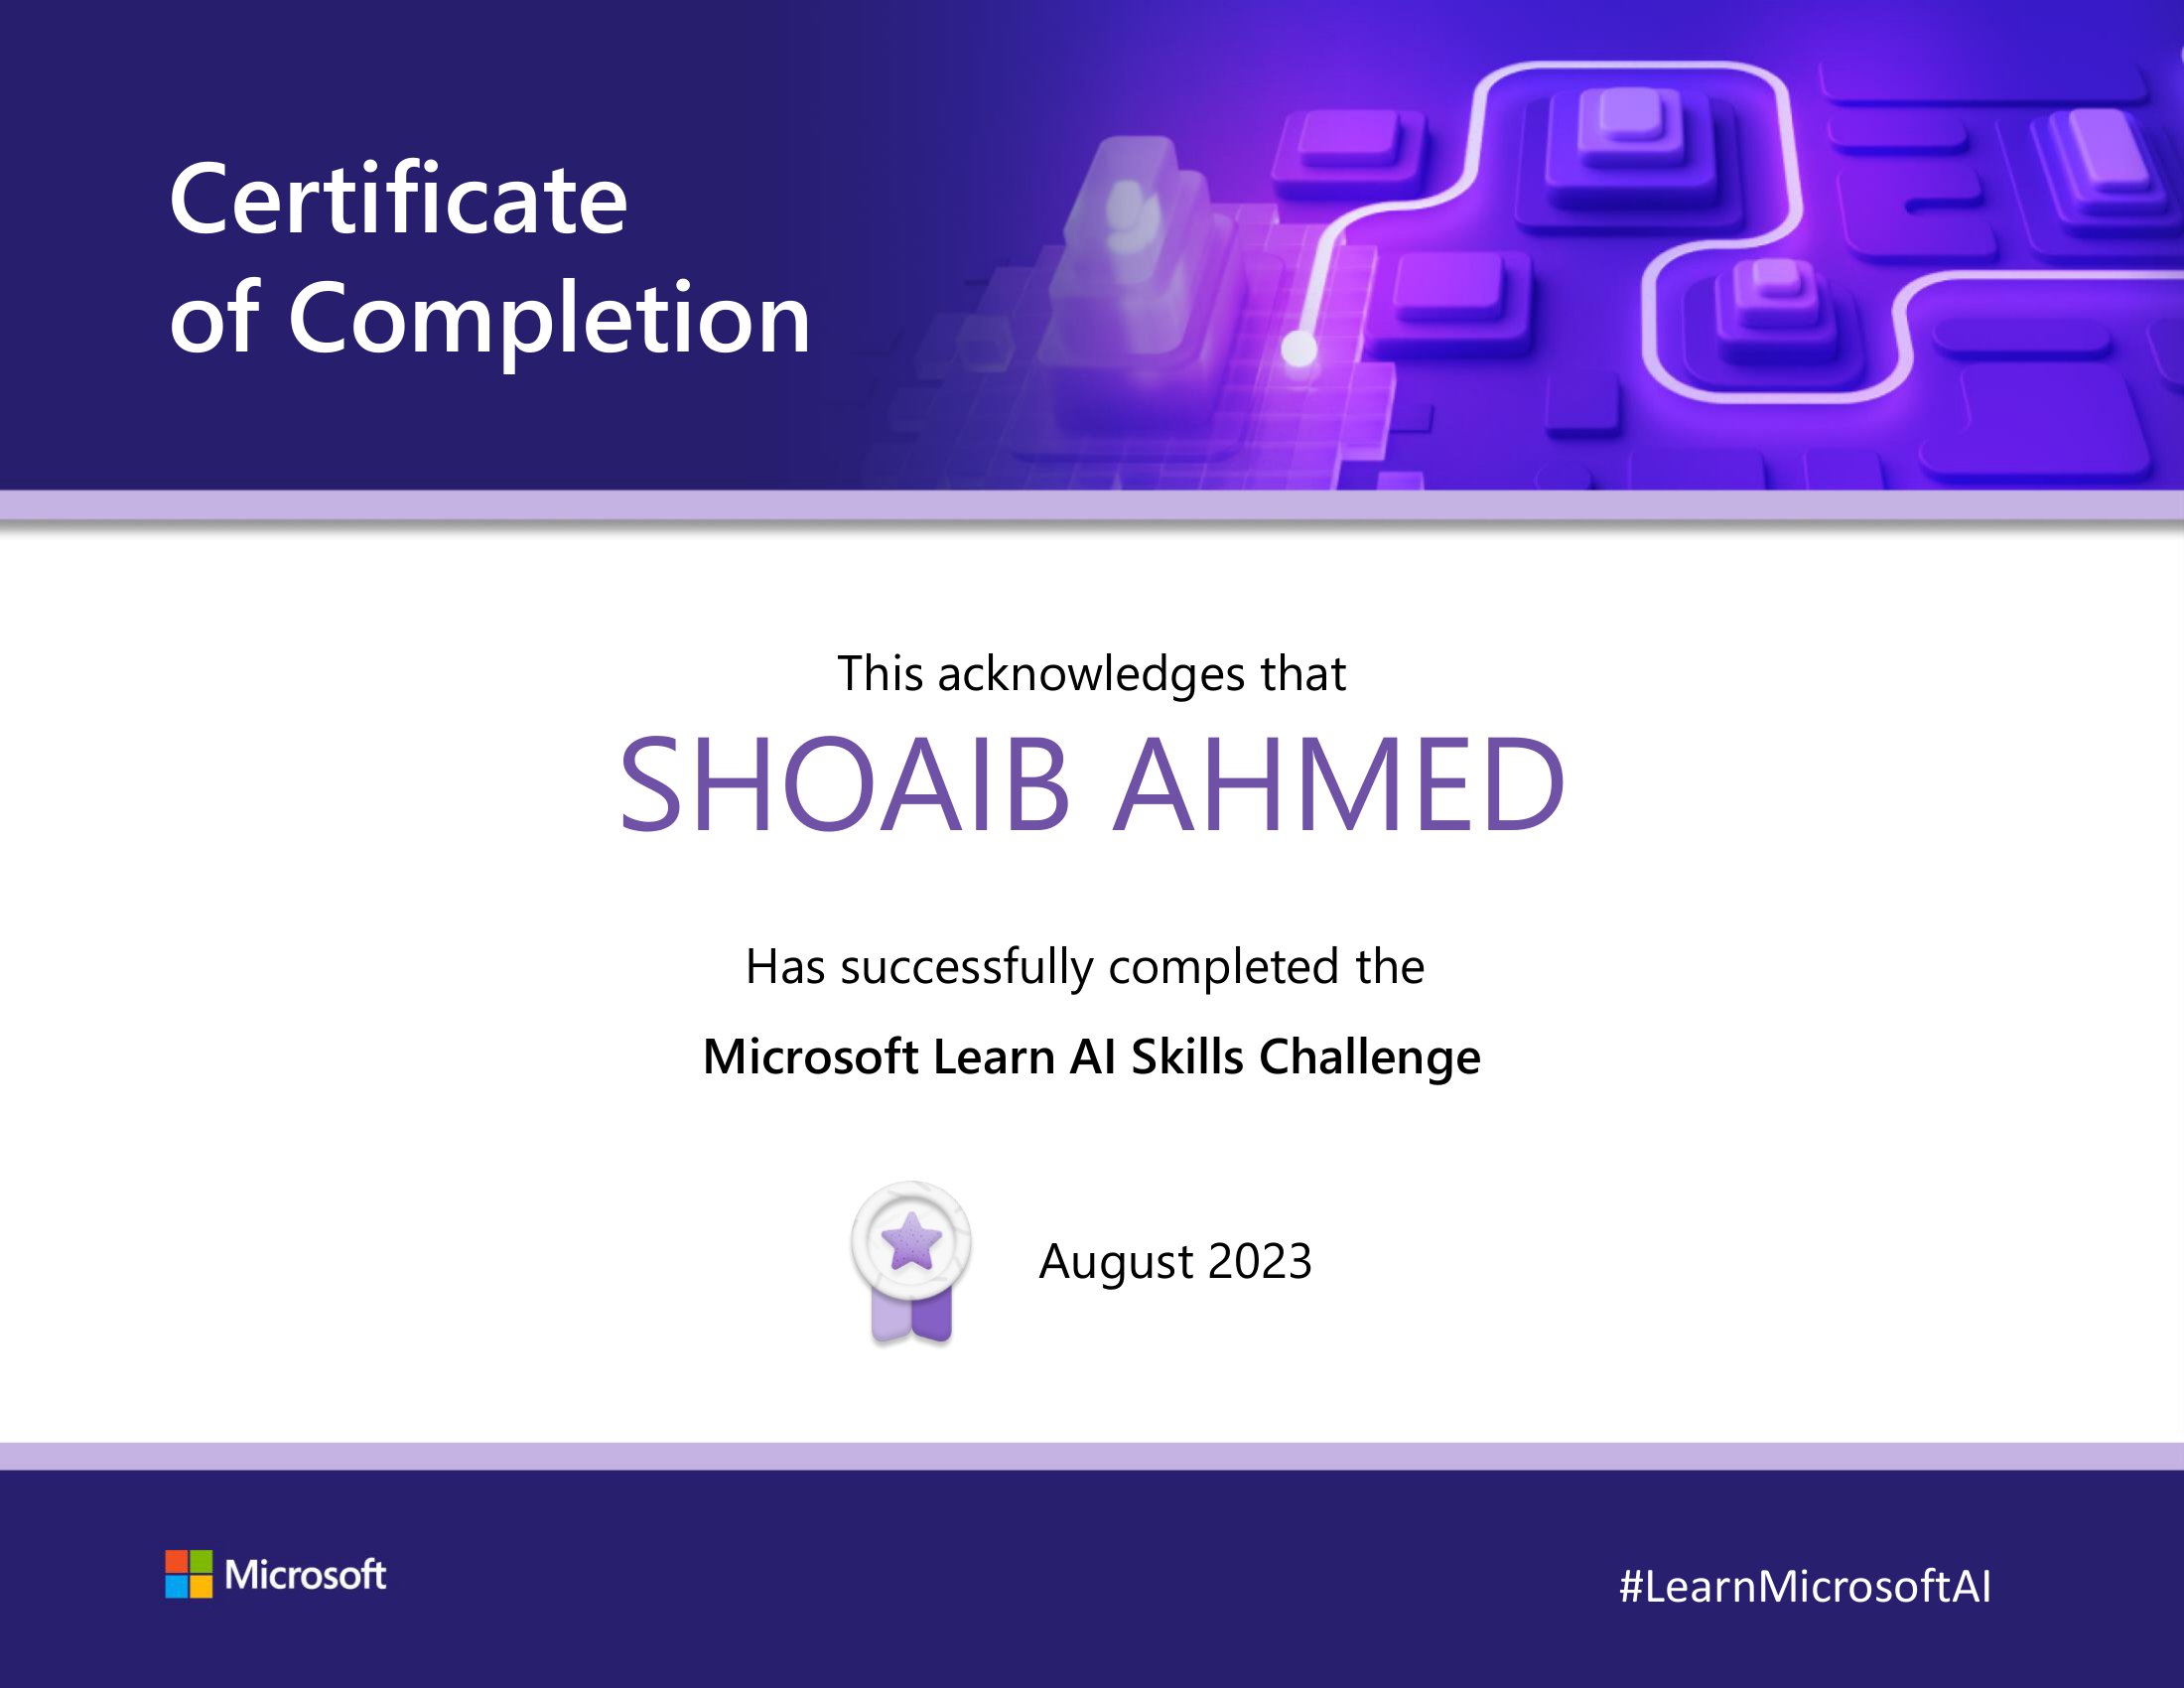 Certificate
of Completion
This acknowledges that
SHOAIB AHMED
Has successfully completed the
Microsoft Learn AI Skills Challenge
August 2023
Microsoft
#LearnMicrosoftAI